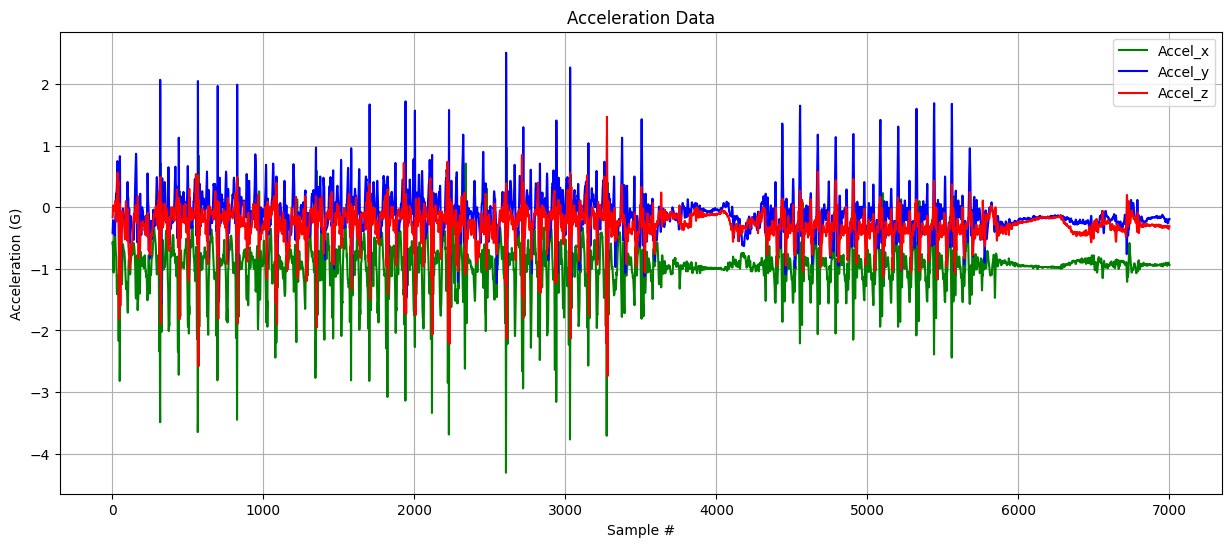 Acceleration Data
Accel_x
Accel_y
Accel_z
Acceleration (G)
2
1
0
−1
−2
−3
−4
0 1000 2000 3000 4000 5000 6000 7000
Sample #